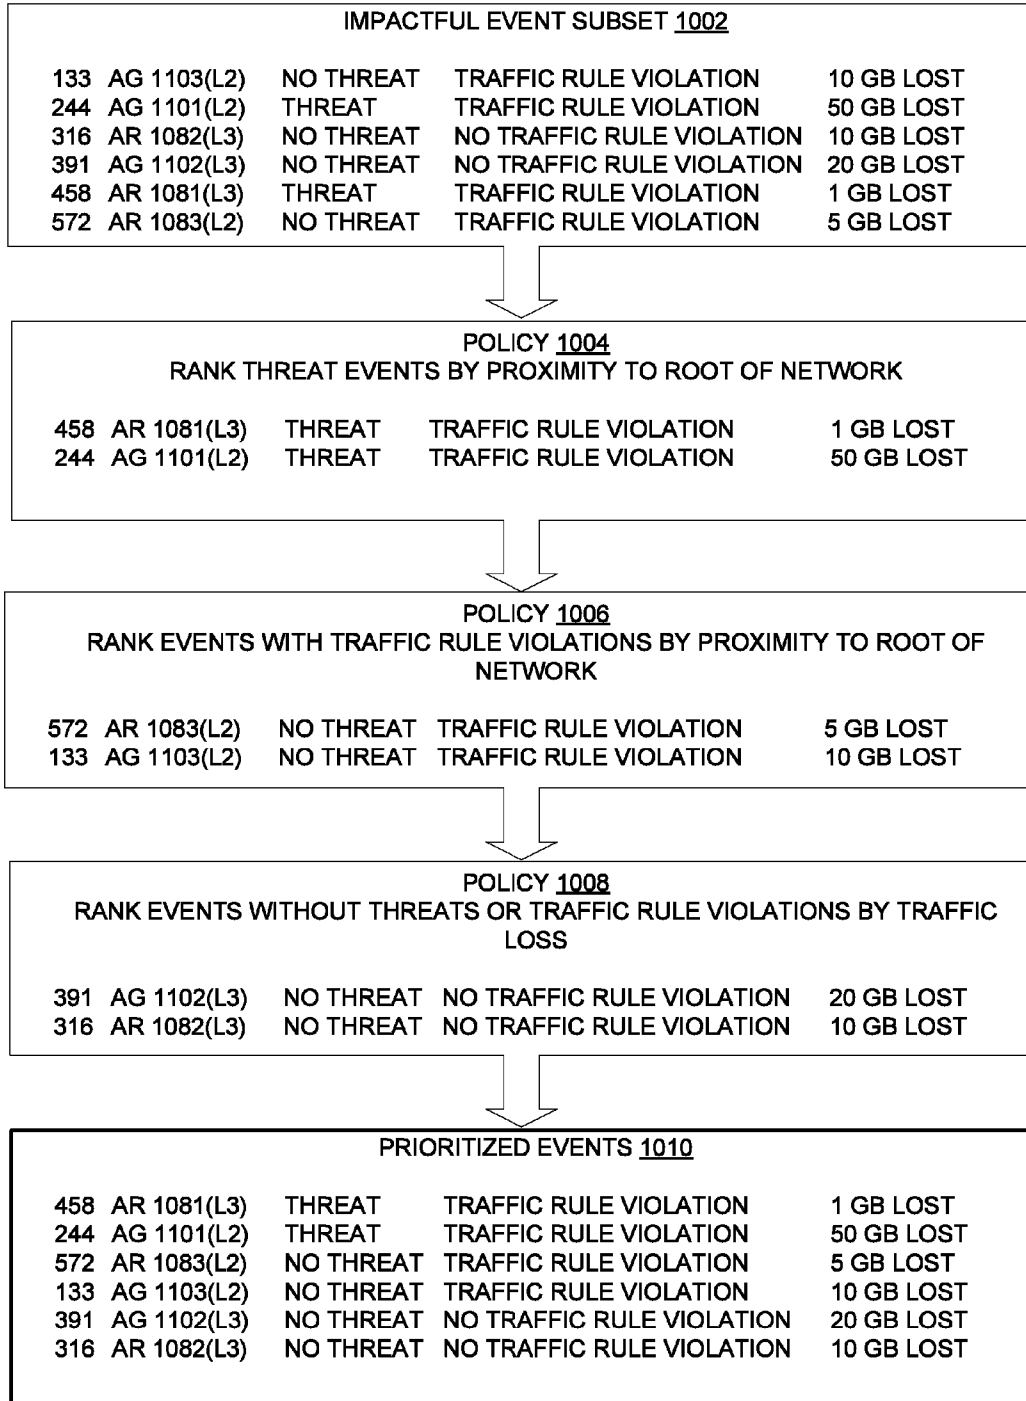 IMPACTFUL EVENT SUBSET 1002
133 AG 1103(L2) NO THREAT TRAFFIC RULE VIOLATION 10 GB LOST
244 AG 1101(L2) THREAT TRAFFIC RULE VIOLATION 50 GB LOST
316 AR 1082(L3) NO THREAT NO TRAFFIC RULE VIOLATION 10 GB LOST
391 AG 1102(L3) NO THREAT NO TRAFFIC RULE VIOLATION 20 GB LOST
458 AR 1081(L3) THREAT TRAFFIC RULE VIOLATION 1 GB LOST
572 AR 1083(L2) NO THREAT TRAFFIC RULE VIOLATION 5 GB LOST
POLICY 1004
RANK THREAT EVENTS BY PROXIMITY TO ROOT OF NETWORK
458 AR 1081(L3) THREAT TRAFFIC RULE VIOLATION 1 GB LOST
244 AG 1101(L2) THREAT TRAFFIC RULE VIOLATION 50 GB LOST
POLICY 1006
RANK EVENTS WITH TRAFFIC RULE VIOLATIONS BY PROXIMITY TO ROOT OF
NETWORK
572 AR 1083(L2) NO THREAT TRAFFIC RULE VIOLATION 5 GB LOST
133 AG 1103(L2) NO THREAT TRAFFIC RULE VIOLATION 10 GB LOST
POLICY 1008
RANK EVENTS WITHOUT THREATS OR TRAFFIC RULE VIOLATIONS BY TRAFFIC
LOSS
391 AG 1102(L3) NO THREAT NO TRAFFIC RULE VIOLATION 20 GB LOST
316 AR 1082(L3) NO THREAT NO TRAFFIC RULE VIOLATION 10 GB LOST
PRIORITIZED EVENTS 1010
458 AR 1081(L3) THREAT TRAFFIC RULE VIOLATION 1 GB LOST
244 AG 1101(L2) THREAT TRAFFIC RULE VIOLATION 50 GB LOST
572 AR 1083(L2) NO THREAT TRAFFIC RULE VIOLATION 5 GB LOST
133 AG 1103(L2) NO THREAT TRAFFIC RULE VIOLATION 10 GB LOST
391 AG 1102(L3) NO THREAT NO TRAFFIC RULE VIOLATION 20 GB LOST
316 AR 1082(L3) NO THREAT NO TRAFFIC RULE VIOLATION 10 GB LOST